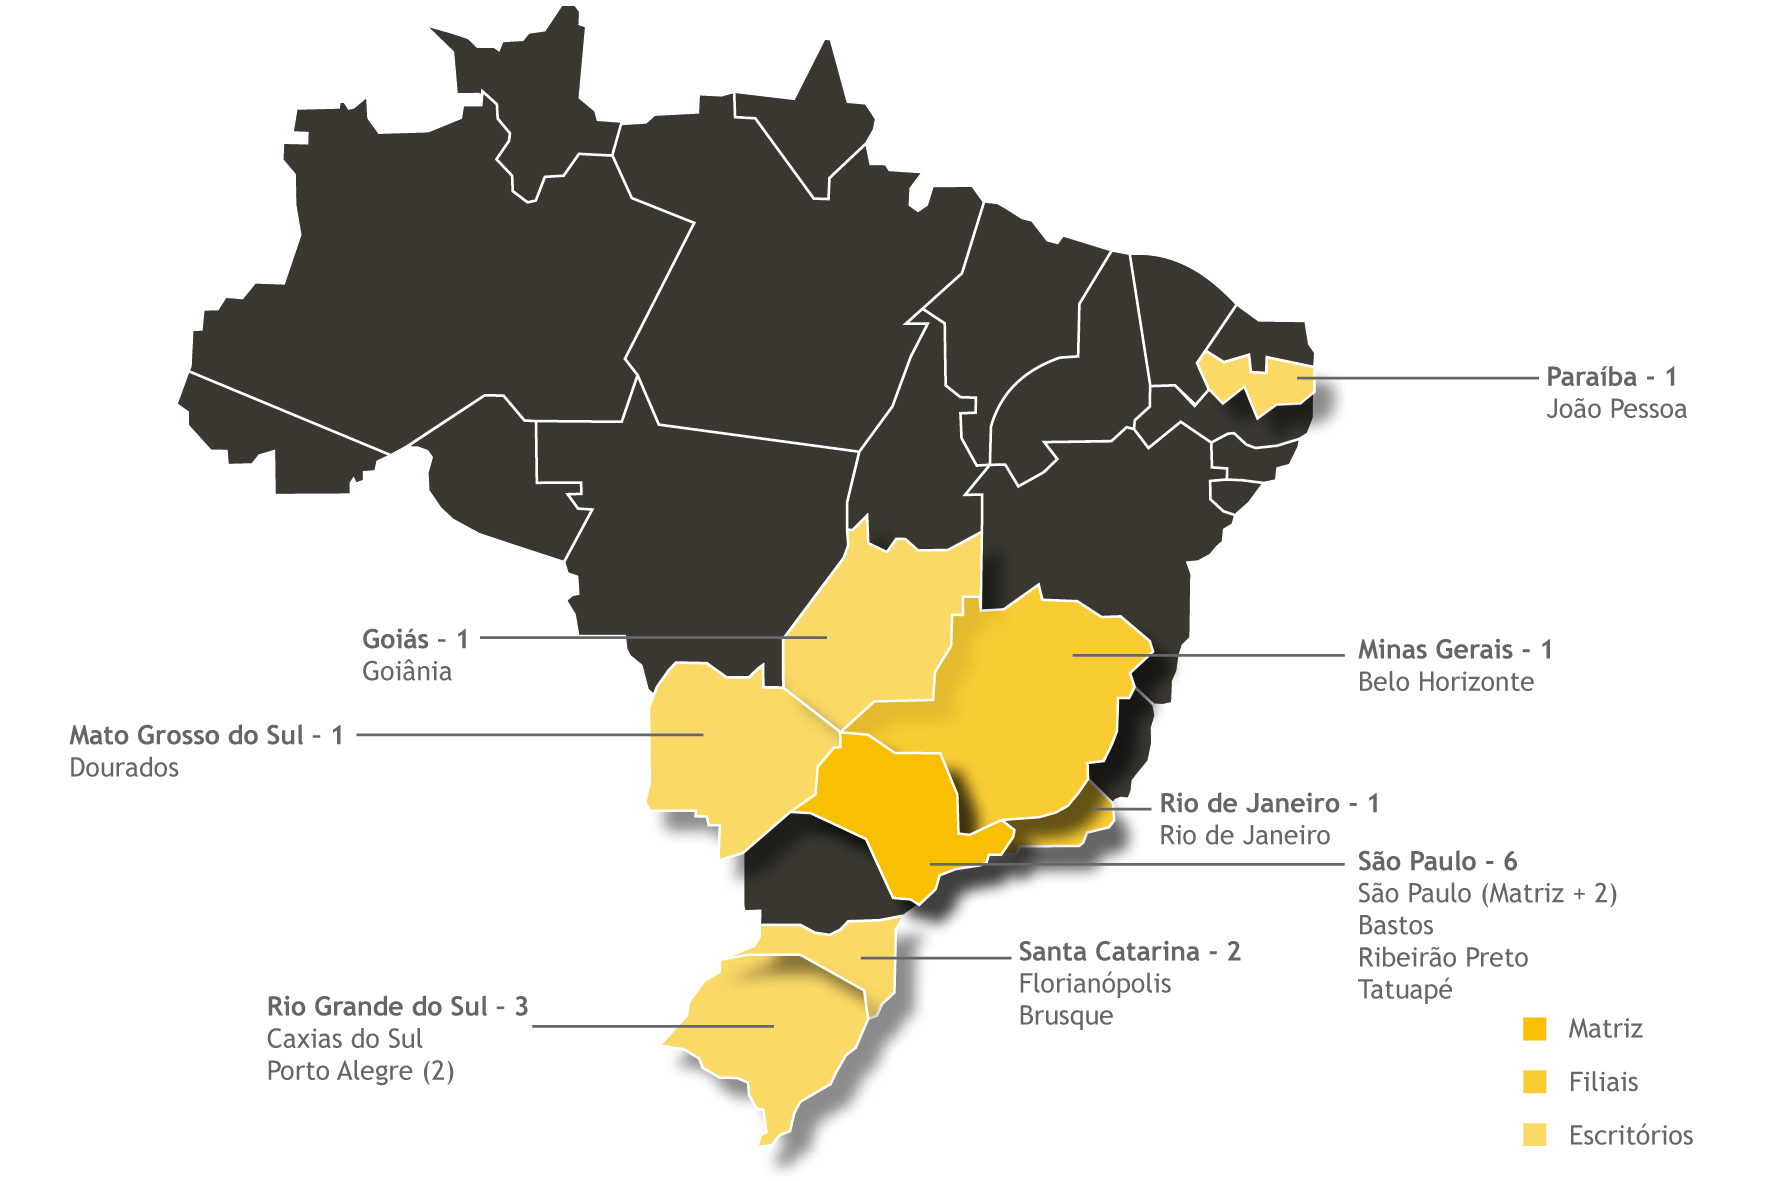 Paraíba - 1
João Pessoa
Goiás – 1
Goiânia
Minas Gerais - 1
Belo Horizonte
Mato Grosso do Sul – 1
Dourados
Rio de Janeiro - 1
Rio de Janeiro
São Paulo - 6
São Paulo (Matriz + 2)
Bastos
Ribeirão Preto
Tatuapé
Santa Catarina - 2
Florianópolis
Brusque
Rio Grande do Sul – 3
Caxias do Sul
Porto Alegre (2)
Matriz
Filiais
Escritórios